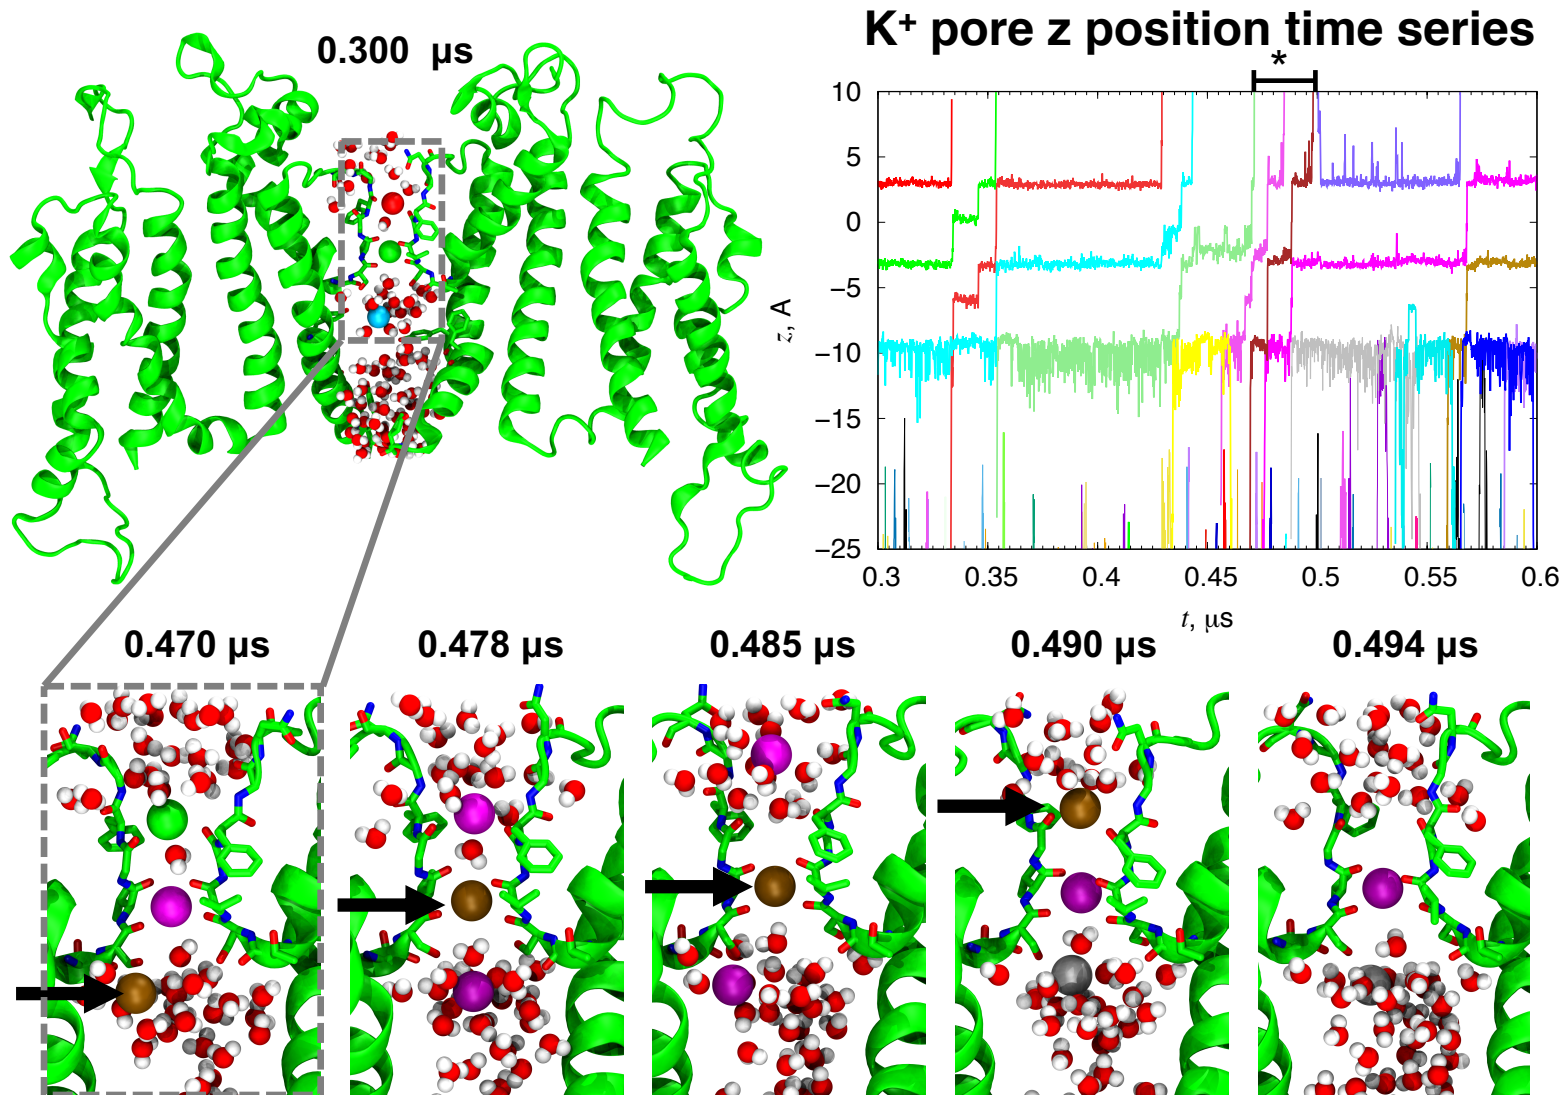 K⁺ pore z position time series
0.300 μs
*
10
5
0
−5
−10
−15
−20
−25
z, A
0.3 0.35 0.4 0.45 0.5 0.55 0.6
t, μs
0.470 μs 0.478 μs 0.485 μs 0.490 μs 0.494 μs